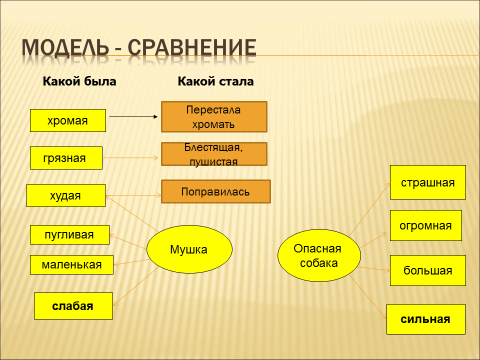 МОДЕЛЬ - СРАВНЕНИЕ
Какой была
Какой стала
хромая
Перестала
хромать
грязная
Блестящая,
пушистая
худая
Поправилась
пугливая
маленькая
слабая
Мушка
Опасная
собака
страшная
огромная
большая
сильная